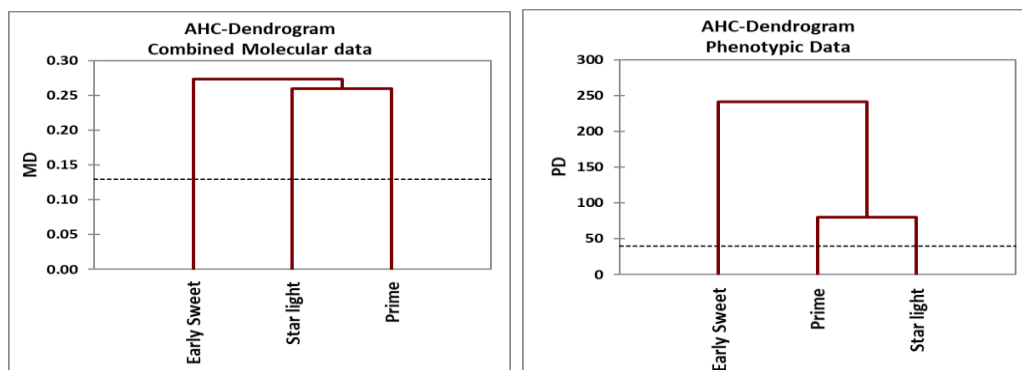 AHC-Dendrogram
Combined Molecular data
0.30
0.25
0.20
0.15
0.10
0.05
0.00
MD
Early Sweet
Star light
Prime
AHC-Dendrogram
Phenotypic Data
300
250
200
150
100
50
0
PD
Early Sweet
Prime
Star light